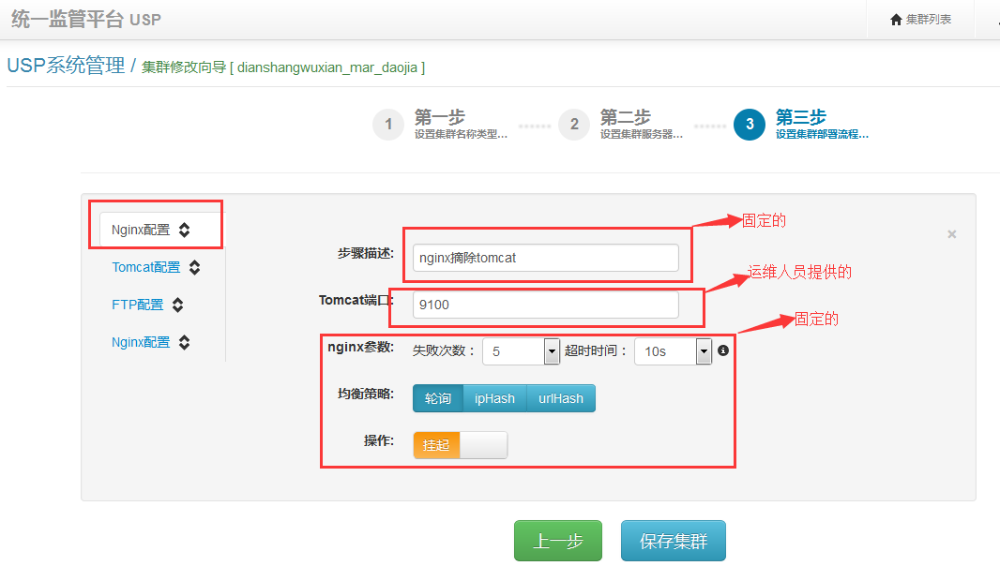 统一监管平台 USP
集群列表
USP系统管理 / 集群修改向导 [ dianshangwuxian_mar_daojia ]
1 第一步
设置集群名称类型...
2 第二步
设置集群服务器...
3 第三步
设置集群部署流程...
Nginx配置
Tomcat配置
FTP配置
Nginx配置
×
步骤描述: nginx摘除tomcat
固定的
Tomcat端口: 9100
运维人员提供的
nginx参数: 失败次数： 5 超时时间： 10s
固定的
均衡策略: 轮询 ipHash urlHash
操作: 挂起
上一步 保存集群